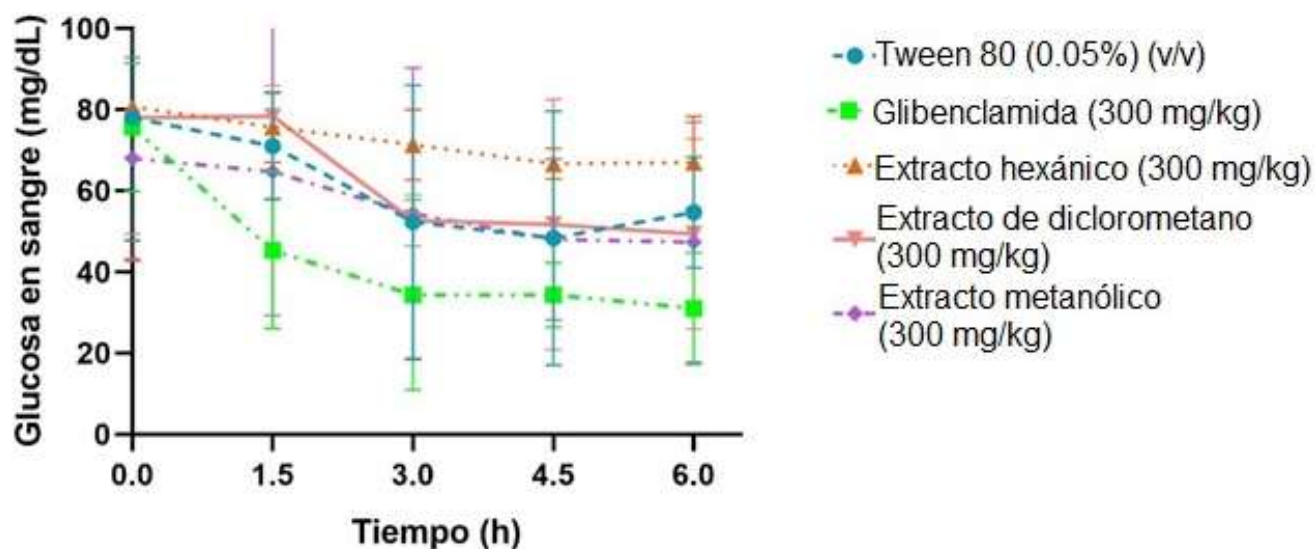 Glucosa en sangre (mg/dL)
100
80
60
40
20
0
0.0 1.5 3.0 4.5 6.0
Tiempo (h)
Tween 80 (0.05%) (v/v)
Glibenclamida (300 mg/kg)
Extracto hexánico (300 mg/kg)
Extracto de diclorometano
(300 mg/kg)
Extracto metanólico
(300 mg/kg)